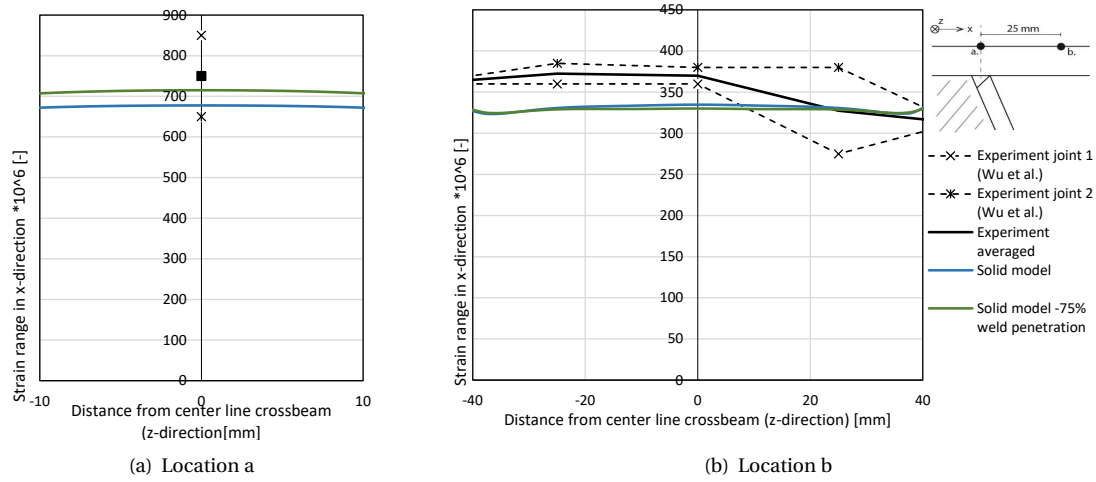 900
800
700
600
500
400
300
200
100
0
-10
0
10
Strain range in x-direction *10^6 [-]
Distance from center line crossbeam
(z-direction[mm]
(a) Location a
450
400
350
300
250
200
150
100
50
0
-40
-20
0
20
40
Strain range in x-direction *10^6 [-]
Distance from center line crossbeam (z-direction) [mm]
(b) Location b
z
x
25 mm
a.
b.
Experiment joint 1
(Wu et al.)
Experiment joint 2
(Wu et al.)
Experiment
averaged
Solid model
Solid model -75%
weld penetration